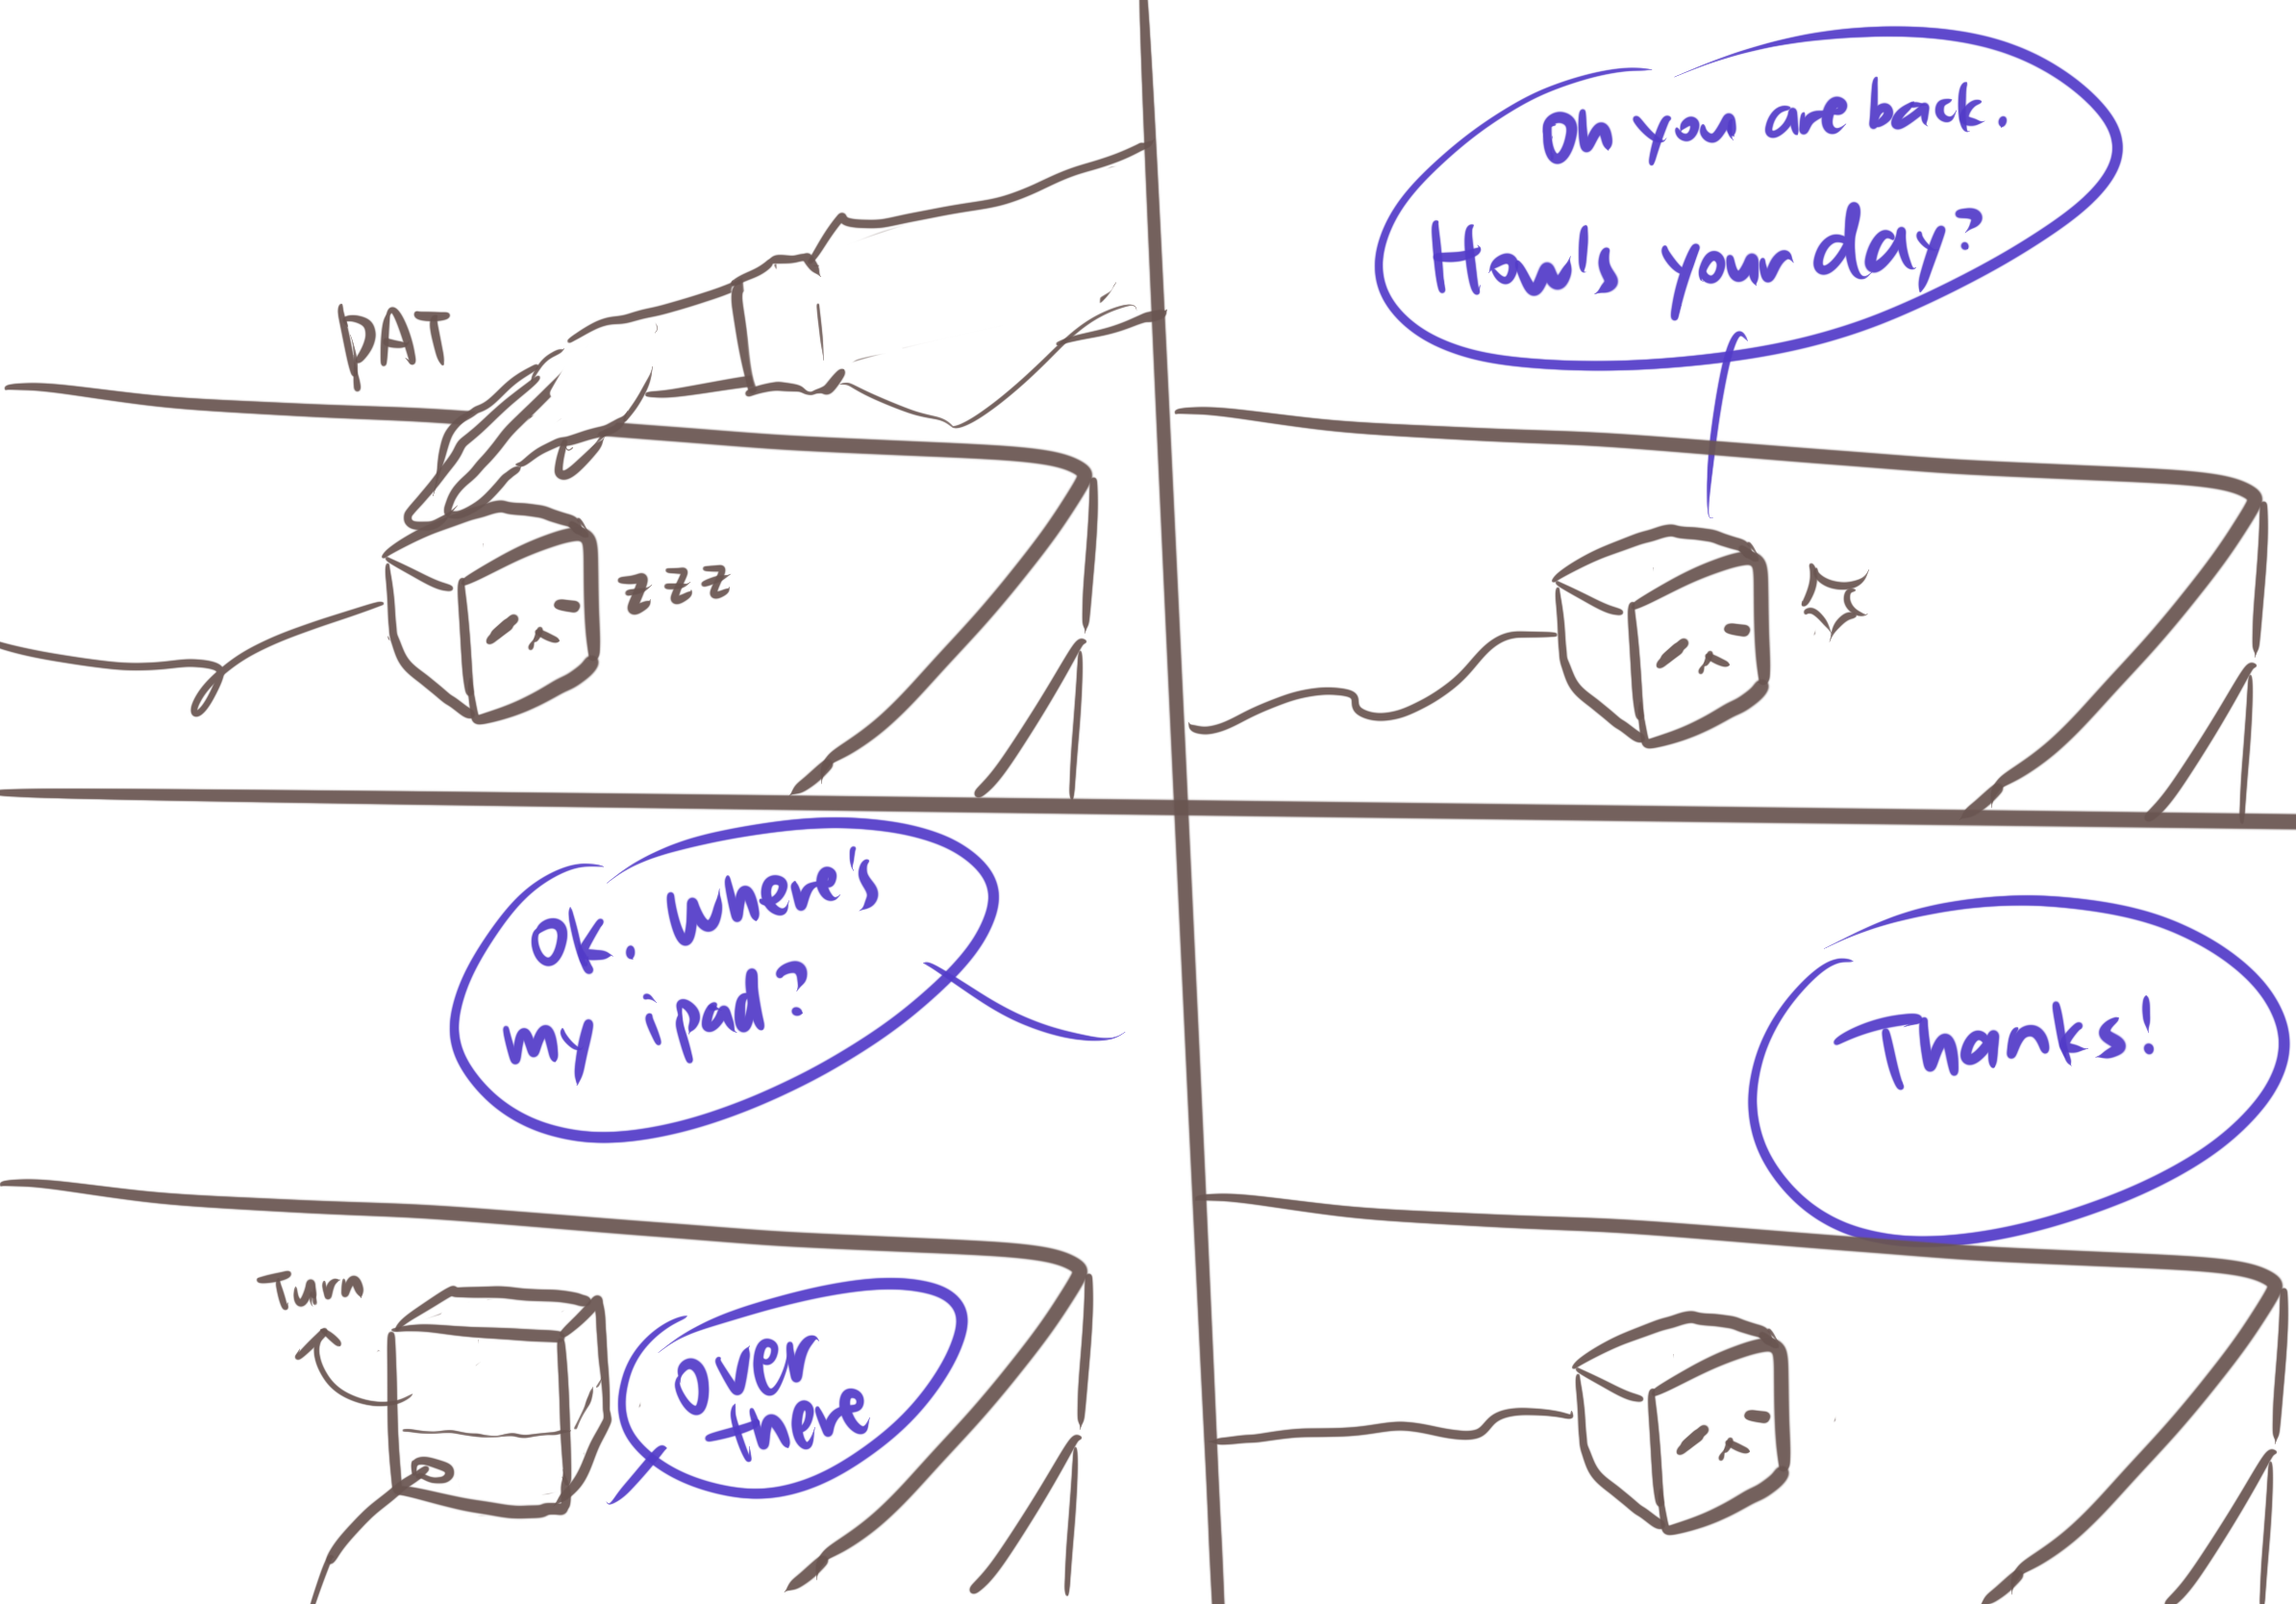 PAT
zzz
Oh you are back.
How's your day?
Ok. Where's
my ipad?
Turn
Over
there
Thanks!